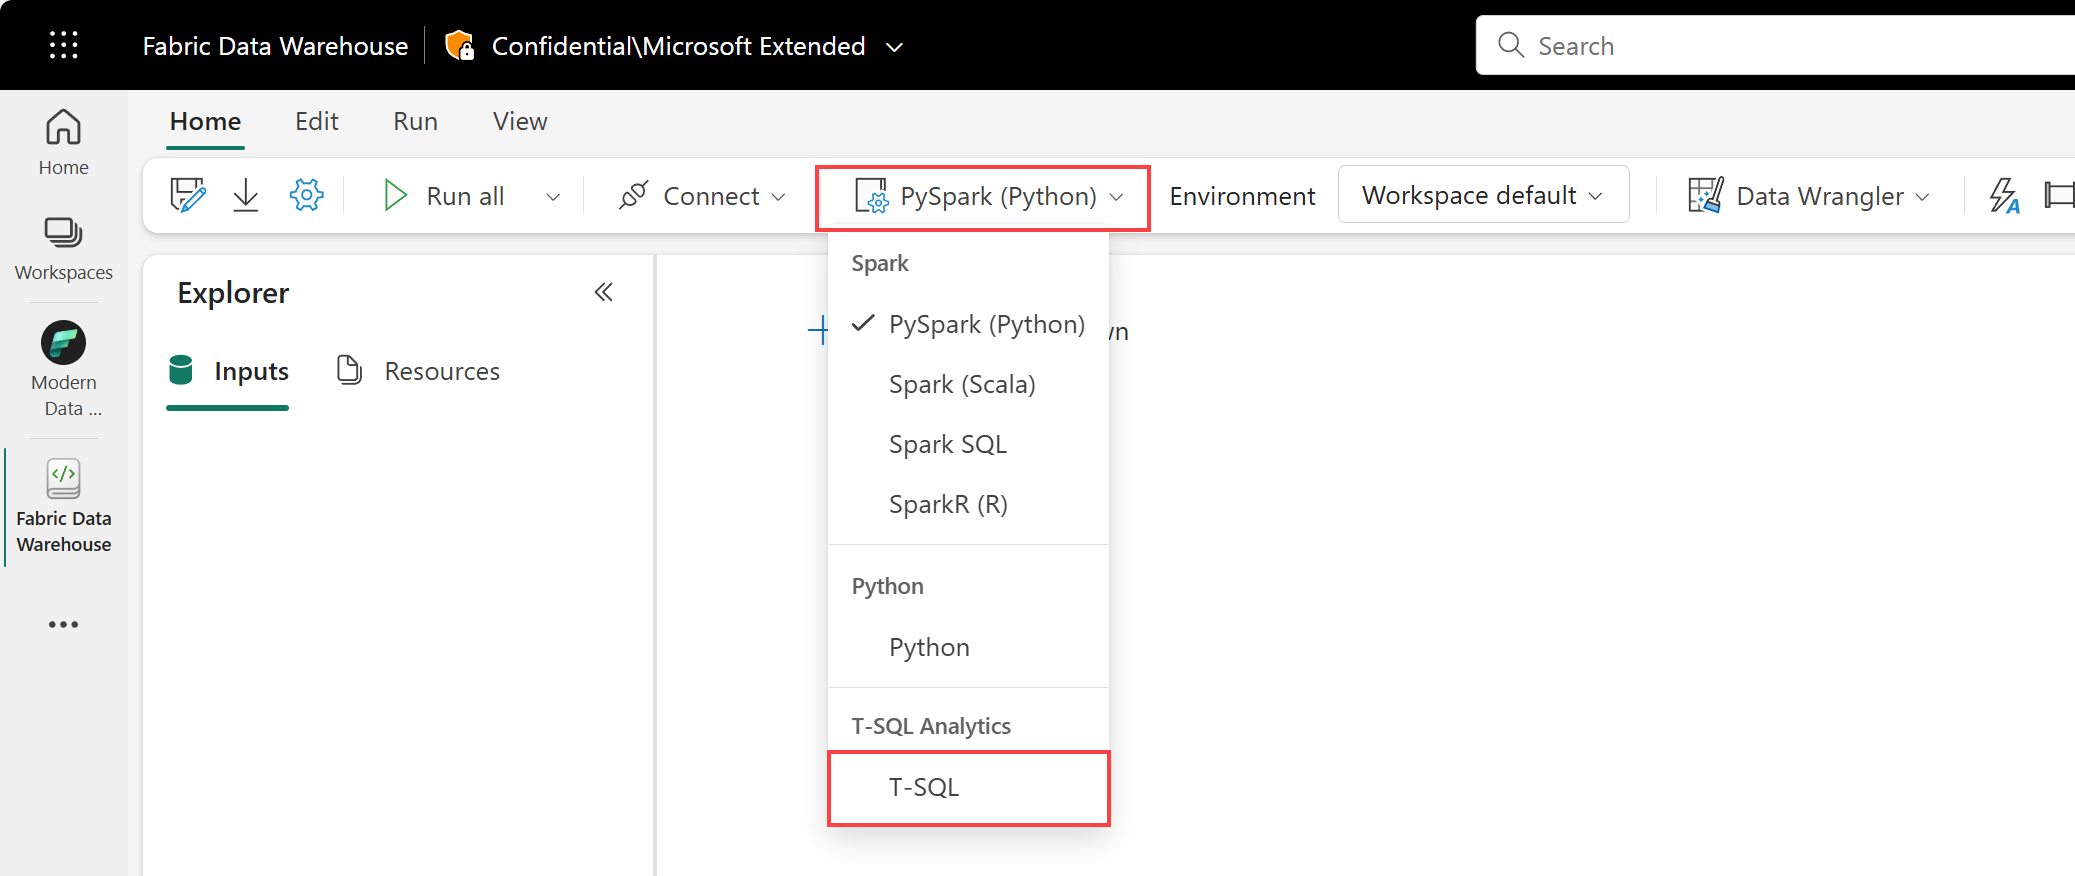 Fabric Data Warehouse
Confidential\Microsoft Extended
Search
Home
Edit
Run
View
Run all
Connect
PySpark (Python)
Environment
Workspace default
Data Wrangler
Home
Workspaces
Modern
Data ...
Fabric Data
Warehouse
Explorer
Inputs
Resources
Spark
PySpark (Python)
Spark (Scala)
Spark SQL
SparkR (R)
Python
Python
T-SQL Analytics
T-SQL